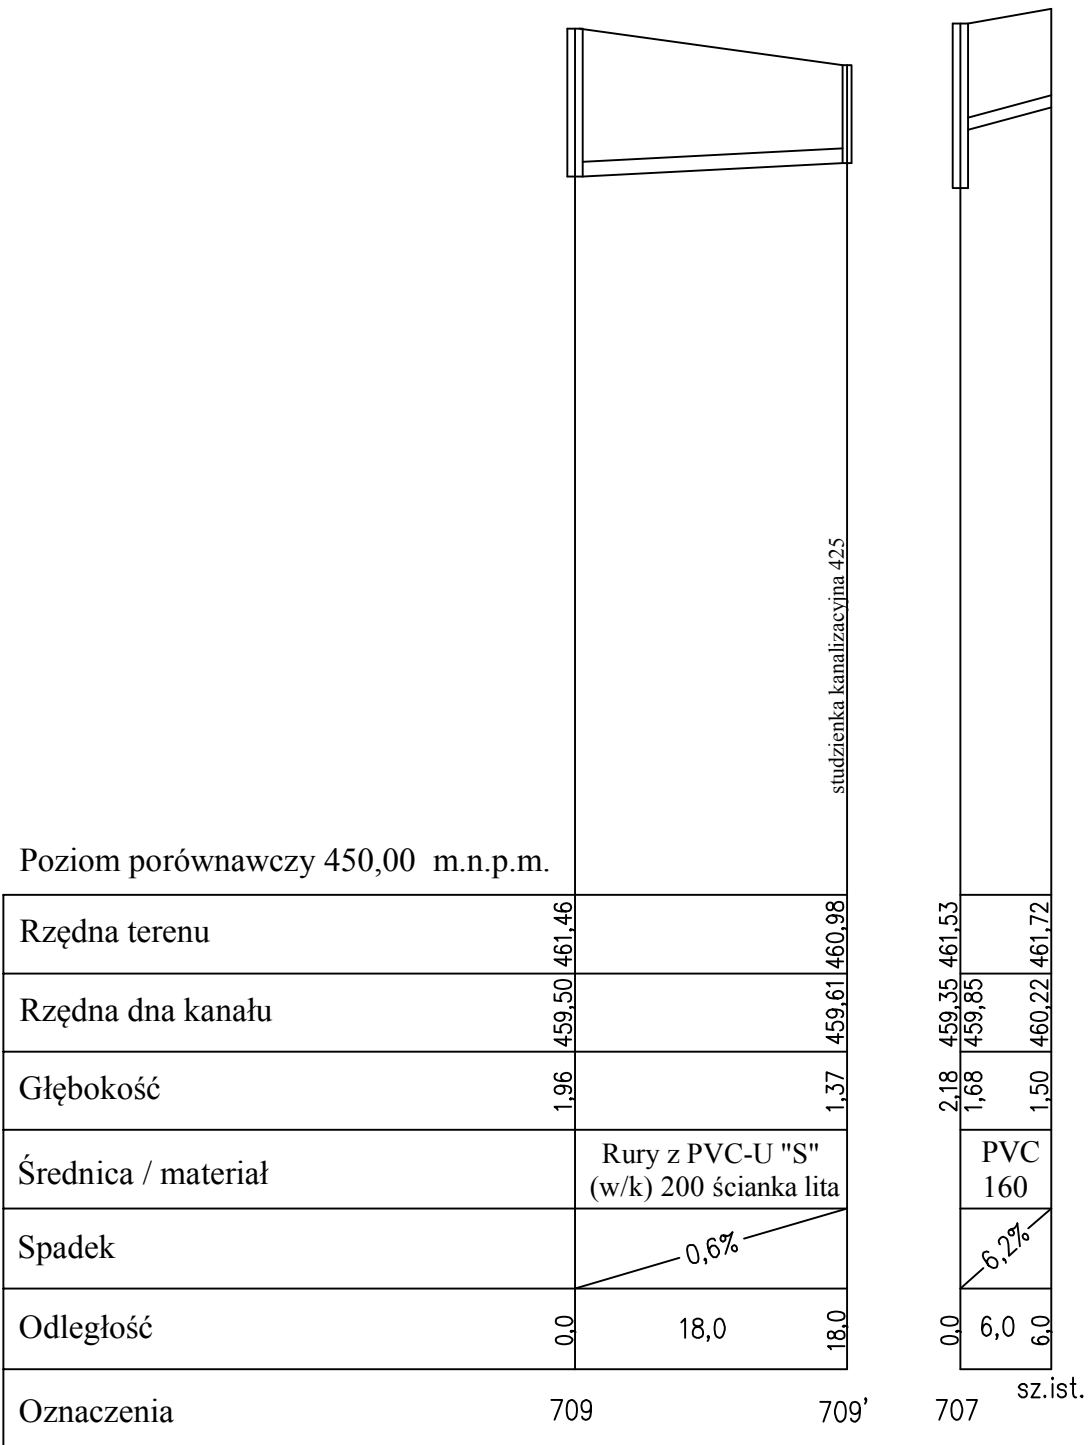 studzienka kanalizacyjna 425
Poziom porównawczy 450,00 m.n.p.m.
Rzędna terenu 461,46 460,98 461,53 461,72
Rzędna dna kanału 459,50 459,61 459,35 459,85 460,22
Głębokość 1,96 1,37 2,18 1,68 1,50
Średnica / materiał
Rury z PVC-U "S"
(w/k) 200 ścianka lita
PVC
160
Spadek 0,6% 6,2%
Odległość 0,0 18,0 18,0 0,0 6,0 6,0
Oznaczenia 709 709' 707 sz.ist.